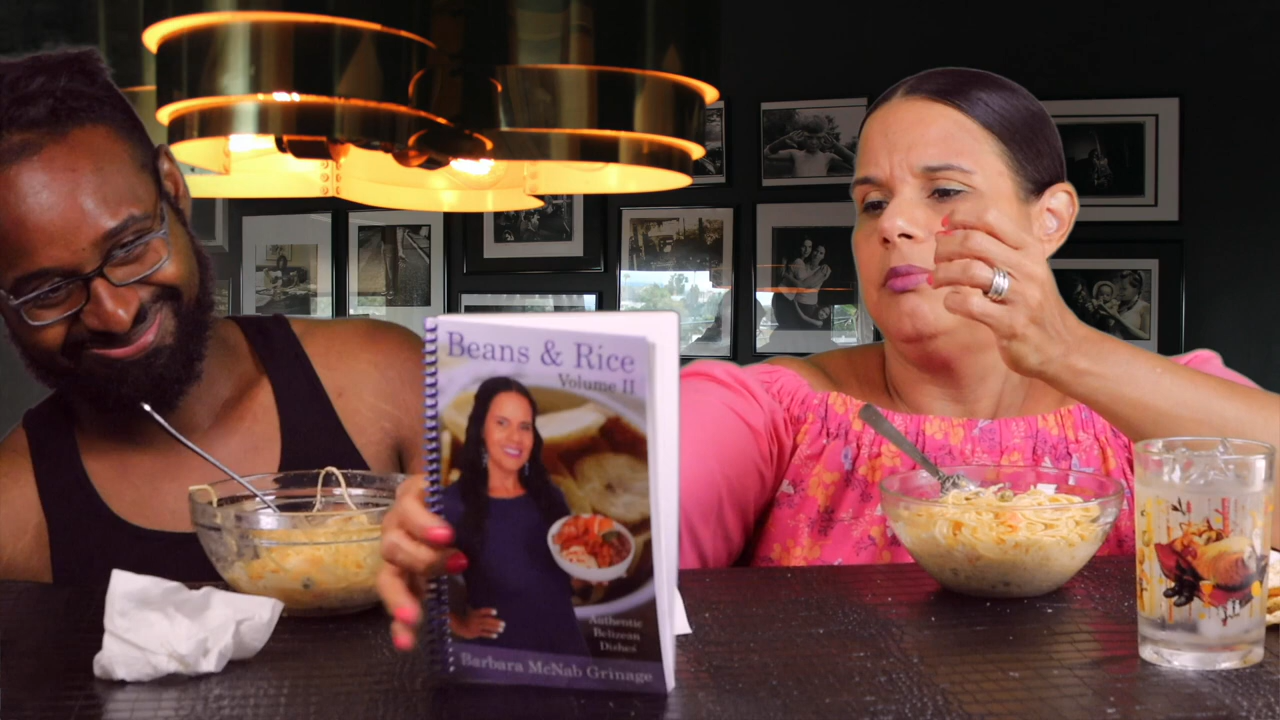 Beans & Rice
Volume II
Authentic
Belizean
Dishes
Barbara McNab Grinage